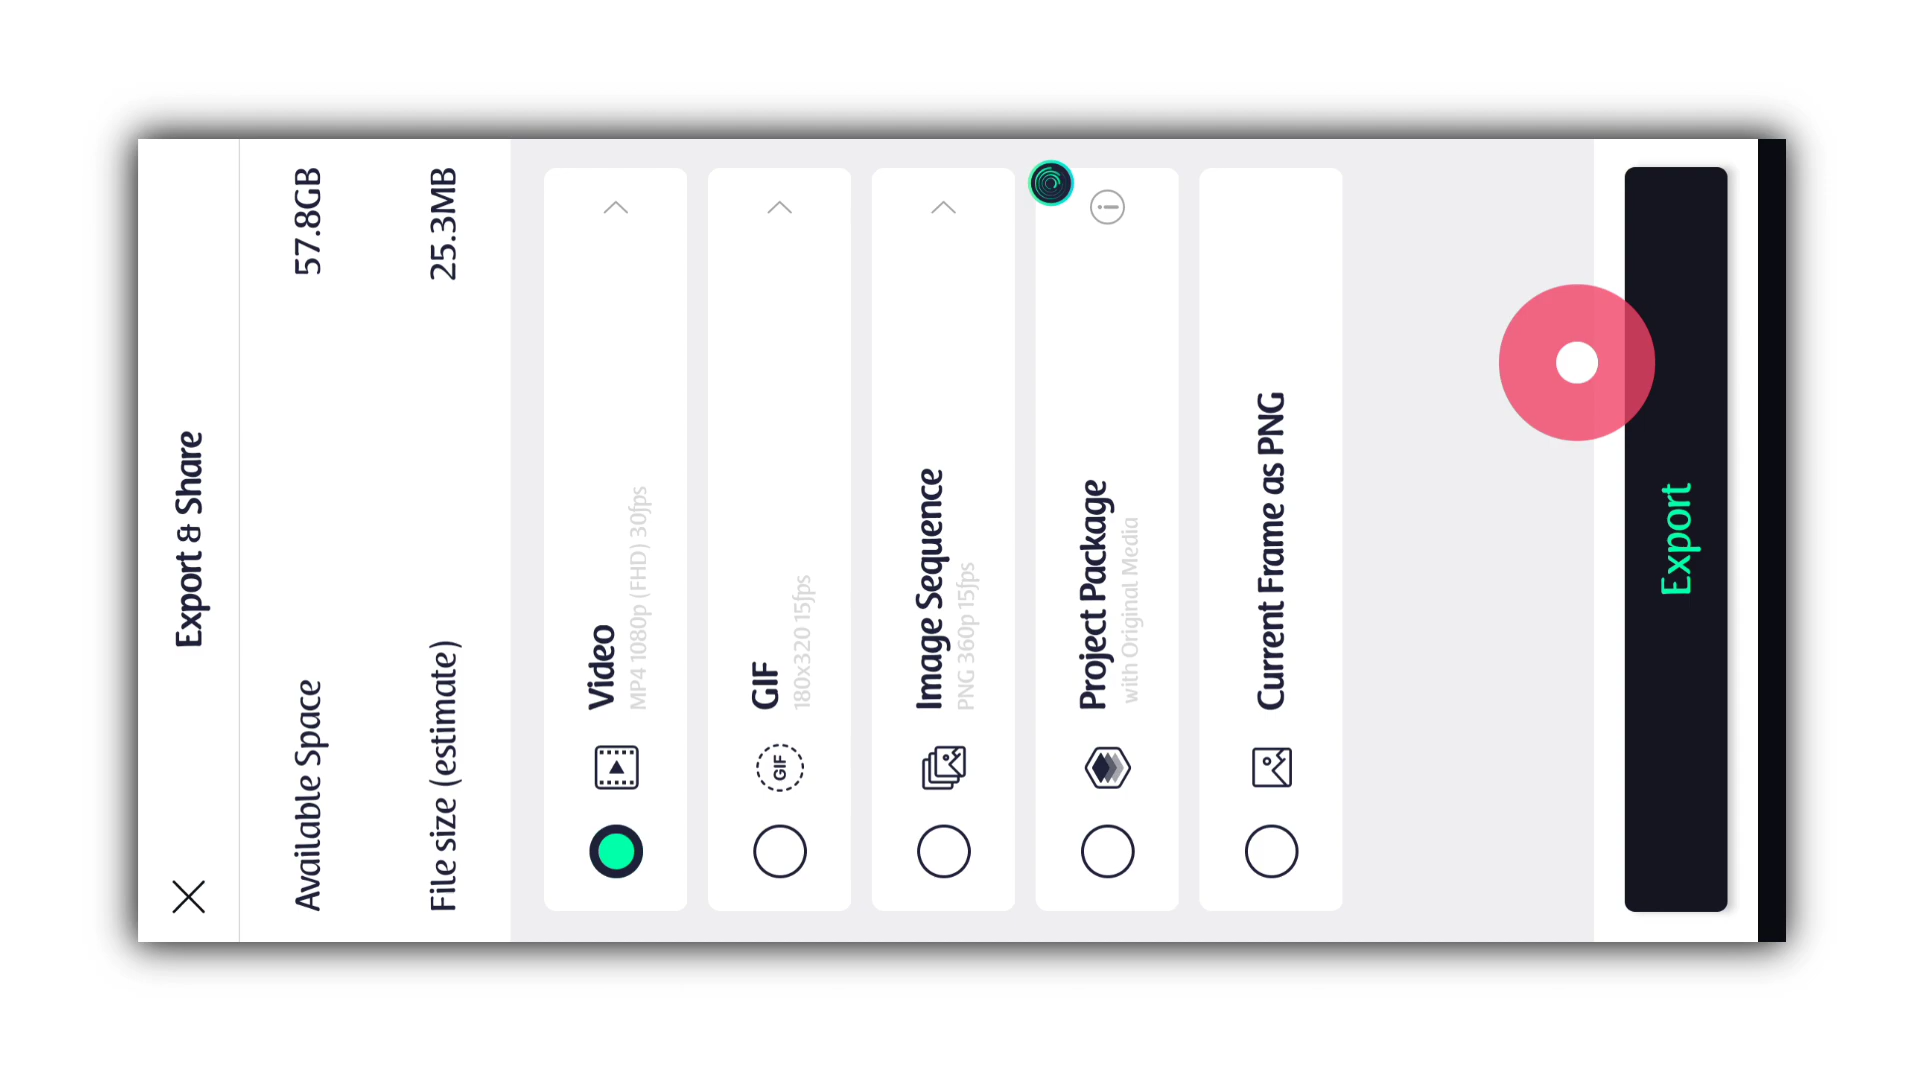 Export & Share
Available Space 57.8GB
File size (estimate) 25.3MB
Video
MP4 1080p (FHD) 30fps
GIF
GIF
180x320 15fps
Image Sequence
PNG 360p 15fps
Project Package
with Original Media
Current Frame as PNG
Export